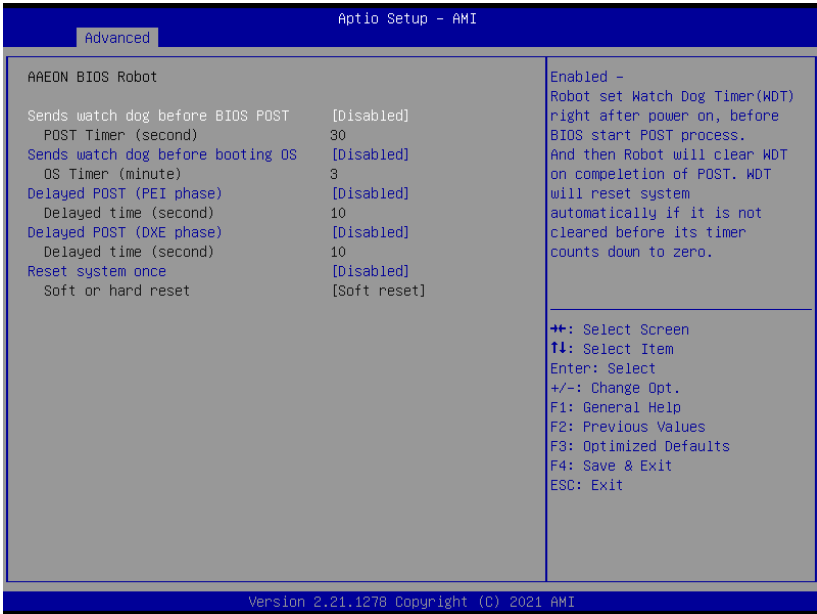 Aptio Setup – AMI
Advanced
AAEON BIOS Robot
Sends watch dog before BIOS POST [Disabled]
POST Timer (second) 30
Sends watch dog before booting OS [Disabled]
OS Timer (minute) 3
Delayed POST (PEI phase) [Disabled]
Delayed time (second) 10
Delayed POST (DXE phase) [Disabled]
Delayed time (second) 10
Reset system once [Disabled]
Soft or hard reset [Soft reset]
Enabled –
Robot set Watch Dog Timer(WDT)
right after power on, before
BIOS start POST process.
And then Robot will clear WDT
on compeletion of POST. WDT
will reset system
automatically if it is not
cleared before its timer
counts down to zero.
→←: Select Screen
↑↓: Select Item
Enter: Select
+/-: Change Opt.
F1: General Help
F2: Previous Values
F3: Optimized Defaults
F4: Save & Exit
ESC: Exit
Version 2.21.1278 Copyright (C) 2021 AMI